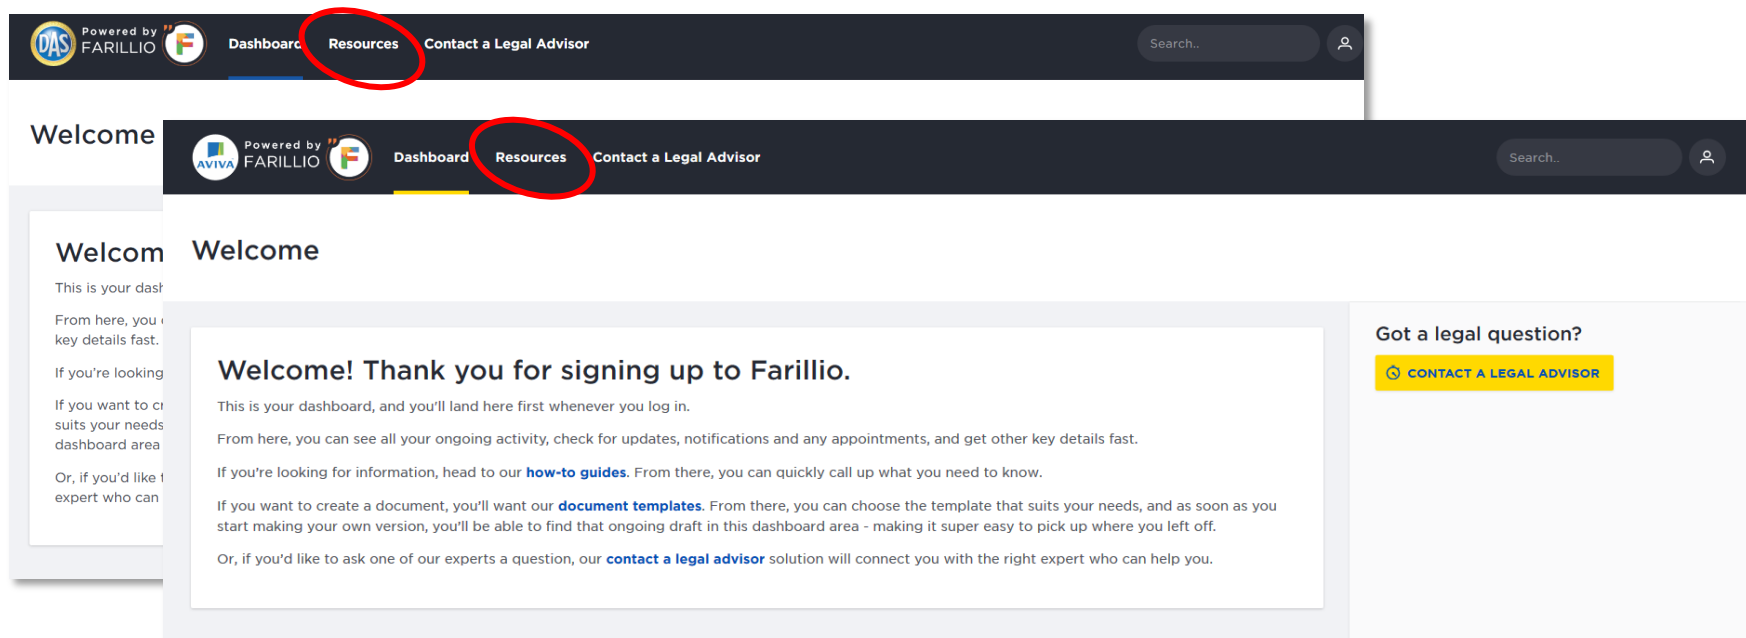 DAS
Powered by
FARILLIO
F
Dashboard
Resources
Contact a Legal Advisor
Search..
Welcome
Welcom
This is your dash
From here, you
key details fast.
If you're looking
If you want to cr
suits your needs
dashboard area
Or, if you'd like
expert who can
AVIVA
Powered by
FARILLIO
F
Dashboard
Resources
Contact a Legal Advisor
Search..
Welcome
Welcome! Thank you for signing up to Farillio.
This is your dashboard, and you'll land here first whenever you log in.
From here, you can see all your ongoing activity, check for updates, notifications and any appointments, and get other key details fast.
If you're looking for information, head to our how-to guides. From there, you can quickly call up what you need to know.
If you want to create a document, you'll want our document templates. From there, you can choose the template that suits your needs, and as soon as you
start making your own version, you'll be able to find that ongoing draft in this dashboard area - making it super easy to pick up where you left off.
Or, if you'd like to ask one of our experts a question, our contact a legal advisor solution will connect you with the right expert who can help you.
Got a legal question?
CONTACT A LEGAL ADVISOR